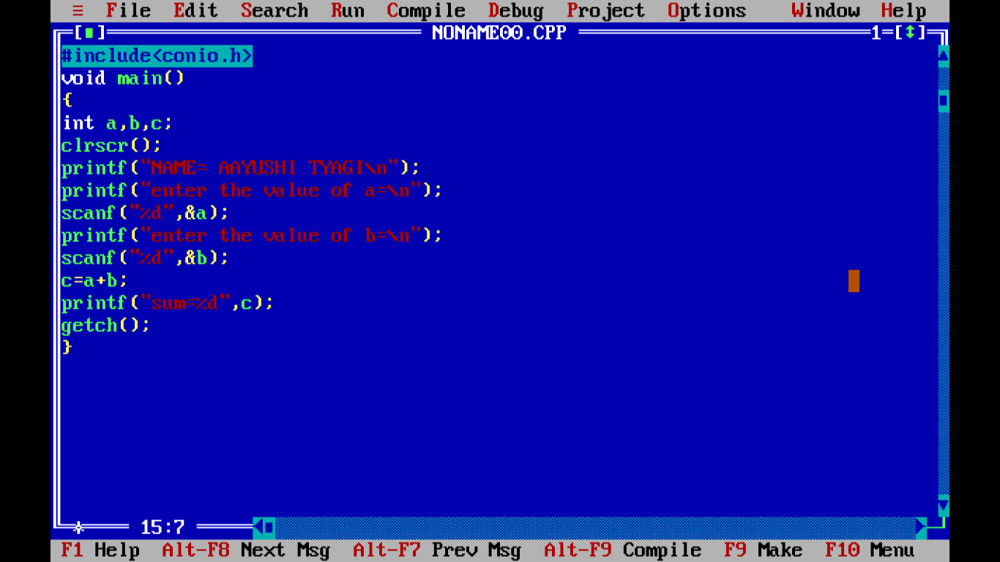 ≡ File Edit Search Run Compile Debug Project Options Window Help
[■] NONAME00.CPP 1=[↕]
#include<conio.h>
void main()
{
int a,b,c;
clrscr();
printf("NAME= AAYUSHI TYAGI\n");
printf("enter the value of a=\n");
scanf("%d",&a);
printf("enter the value of b=\n");
scanf("%d",&b);
c=a+b;
printf("sum=%d",c);
getch();
}
15:7
F1 Help Alt-F8 Next Msg Alt-F7 Prev Msg Alt-F9 Compile F9 Make F10 Menu